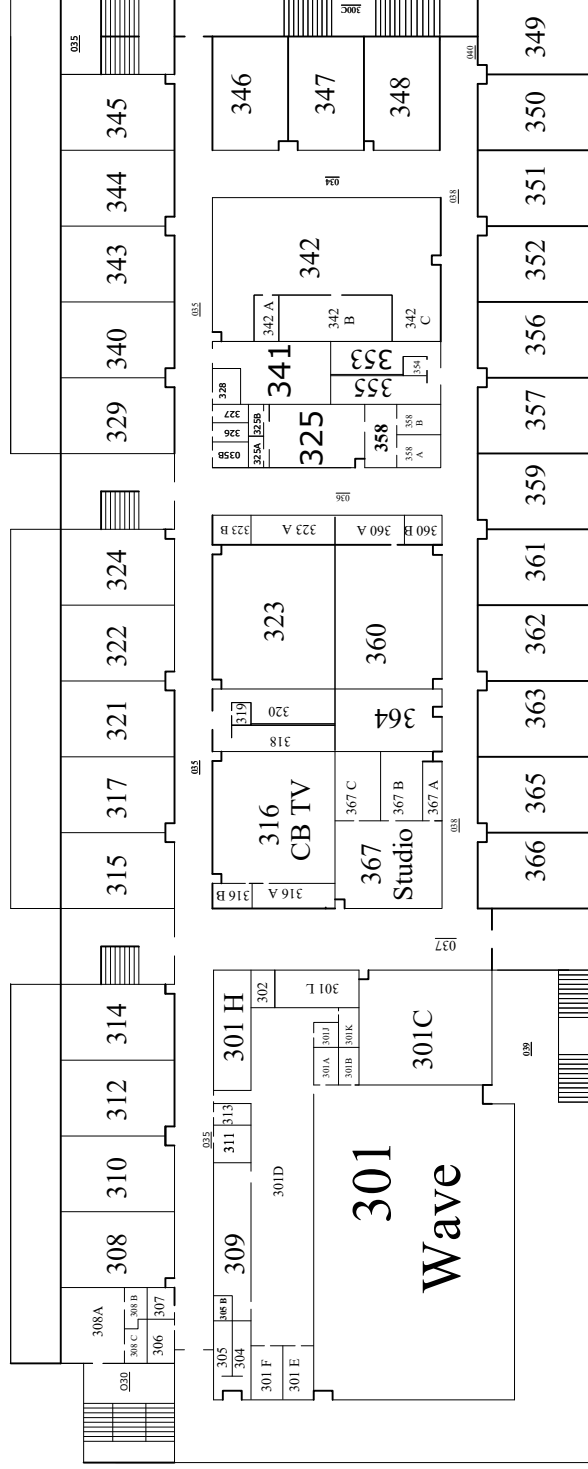 300C
035
040
349
345
346
347
348
350
034
344
351
038
342
343
352
035
342 A
342 B
342 C
340
356
341
353
354
355
328
329
327
325B
325
358
358 B
357
326
035B
325A
358 A
359
036
323 B
323 A
360 A
360 B
324
361
323
360
322
362
319
320
364
321
363
318
035
316
CB TV
367 C
367 B
367 A
317
365
038
367
Studio
315
366
316 B
316 A
037
301 H
302
301 L
314
301J
301K
301C
039
301A
301B
312
313
035
311
301D
301
Wave
310
309
308
308A
308 B
307
305 B
308 C
306
305
304
301 F
301 E
030